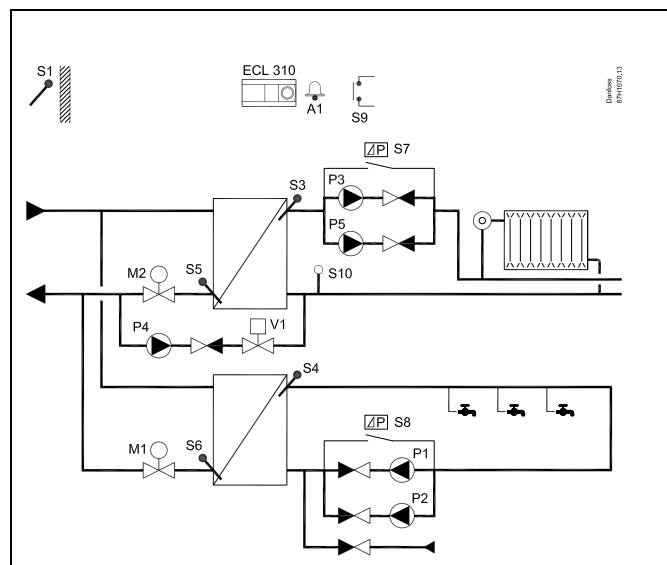 S1
ECL 310
A1
S9
Danfoss
87H1070.13
P S7
P3
S3
P5
M2
S5
S10
P4
V1
S4
P S8
M1
S6
P1
P2